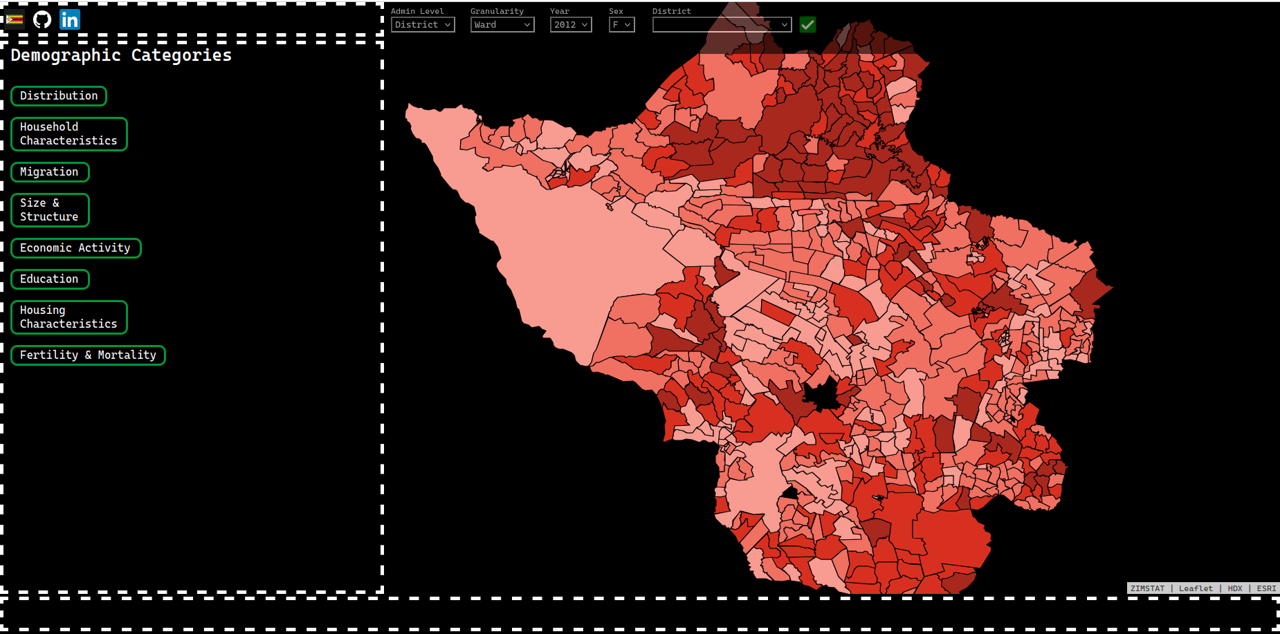 in
Admin Level Granularity Year Sex District
District Ward 2012 F
Demographic Categories
Distribution
Household
Characteristics
Migration
Size &
Structure
Economic Activity
Education
Housing
Characteristics
Fertility & Mortality
ZIMSTAT | Leaflet | HDX | ESRI